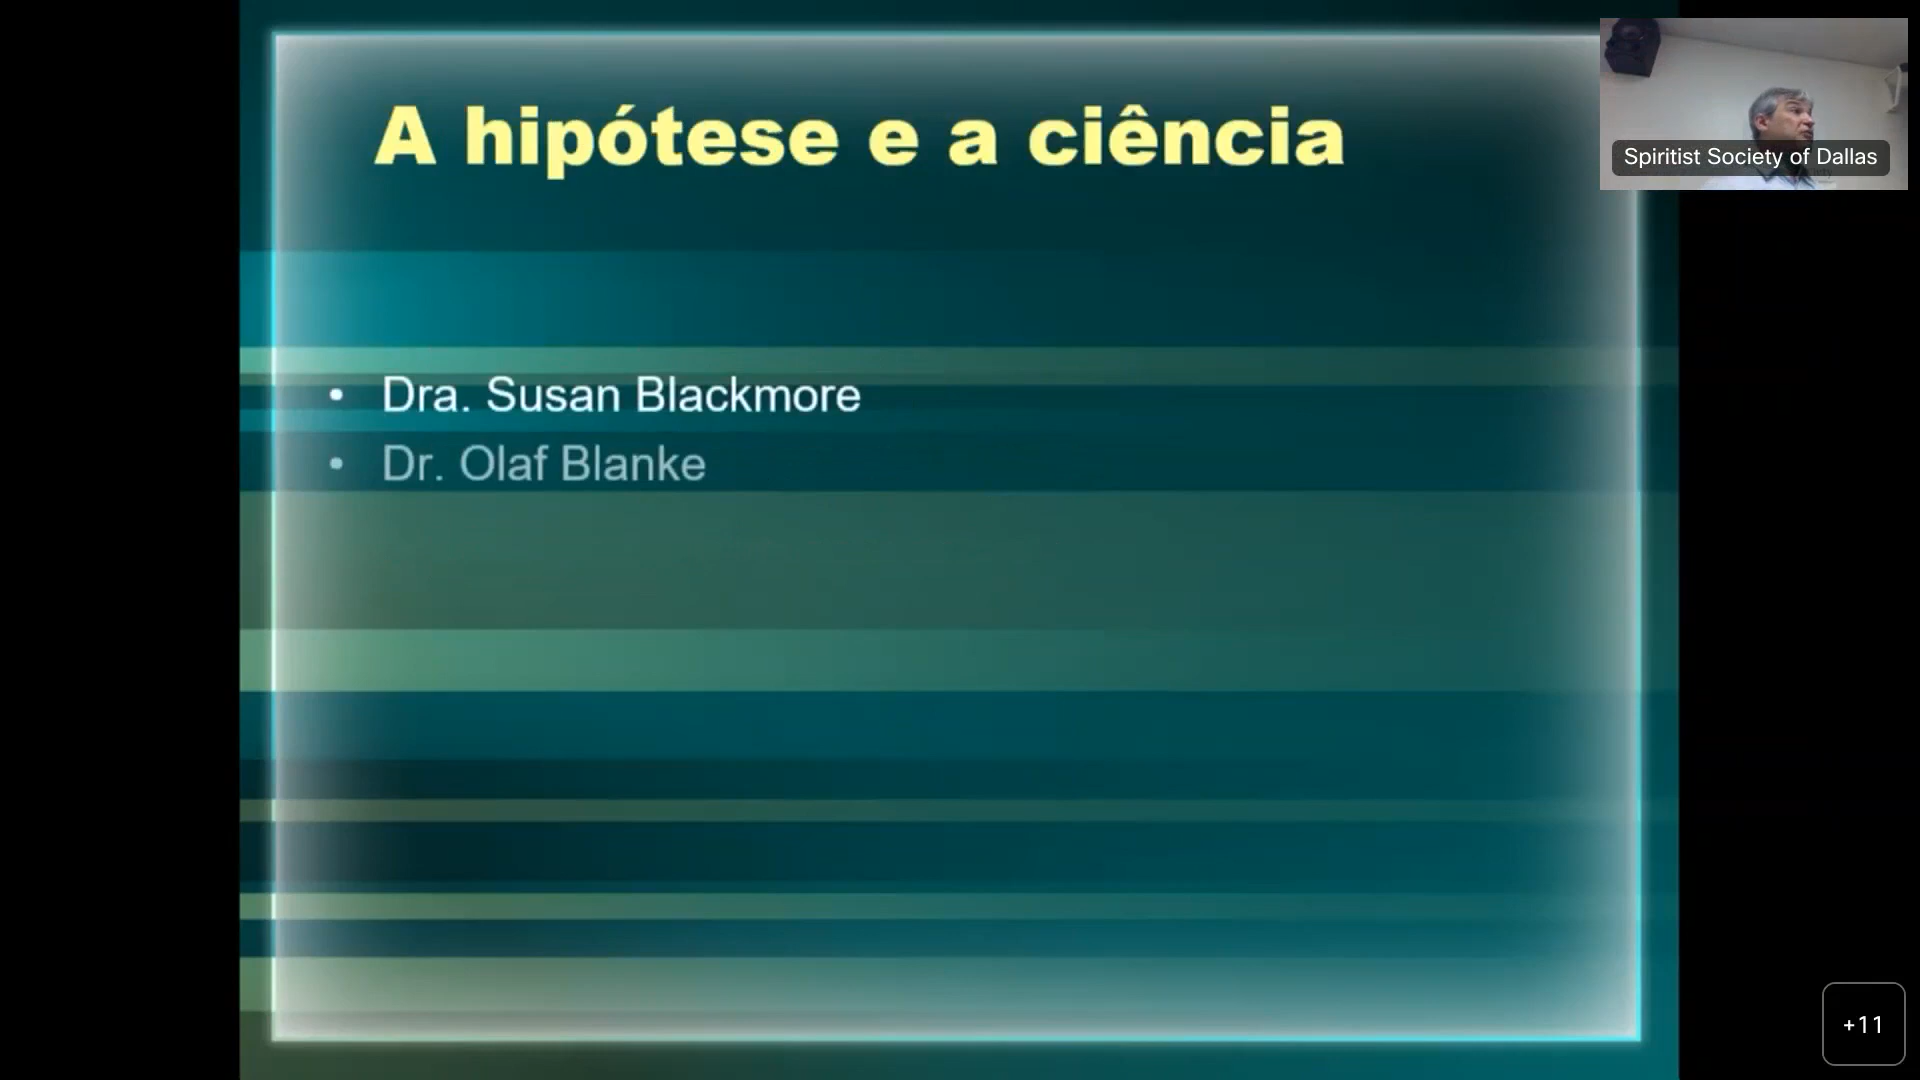 A hipótese e a ciência
Spiritist Society of Dallas
• Dra. Susan Blackmore
• Dr. Olaf Blanke
+11